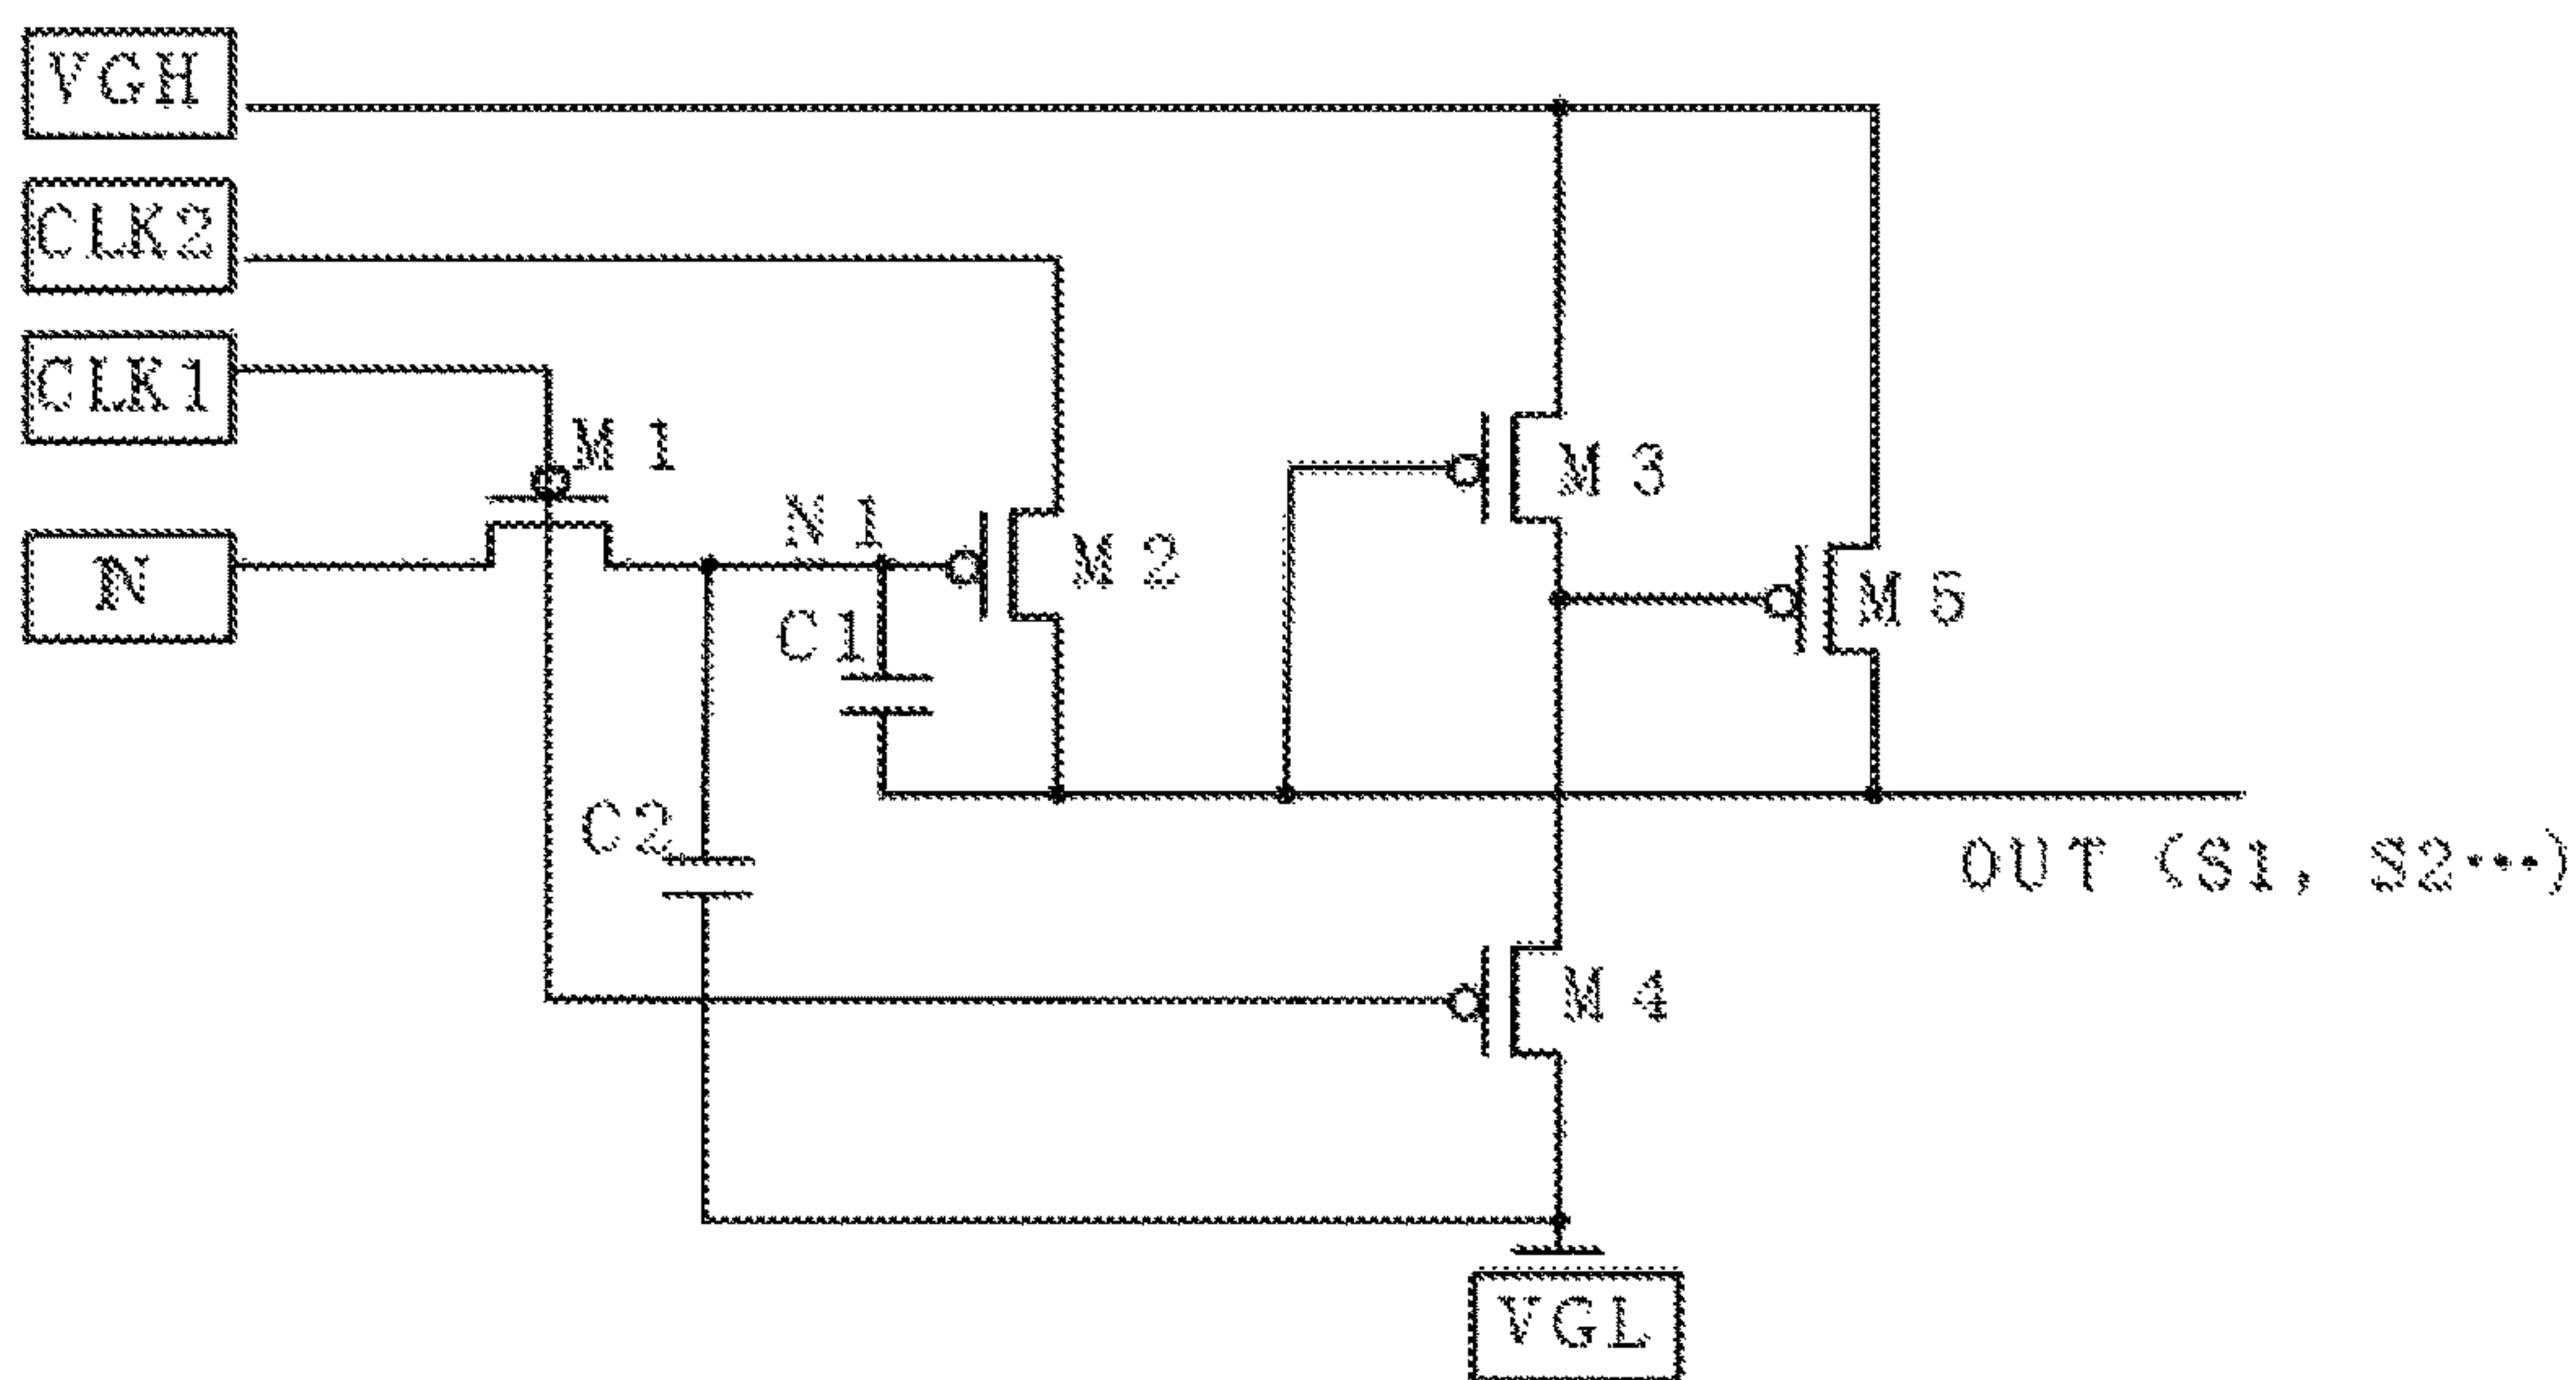 VGH
CLK2
CLK1
M1
N1
M3
IN
M2
M5
C1
C2
OUT (S1, S2···)
M4
VGL